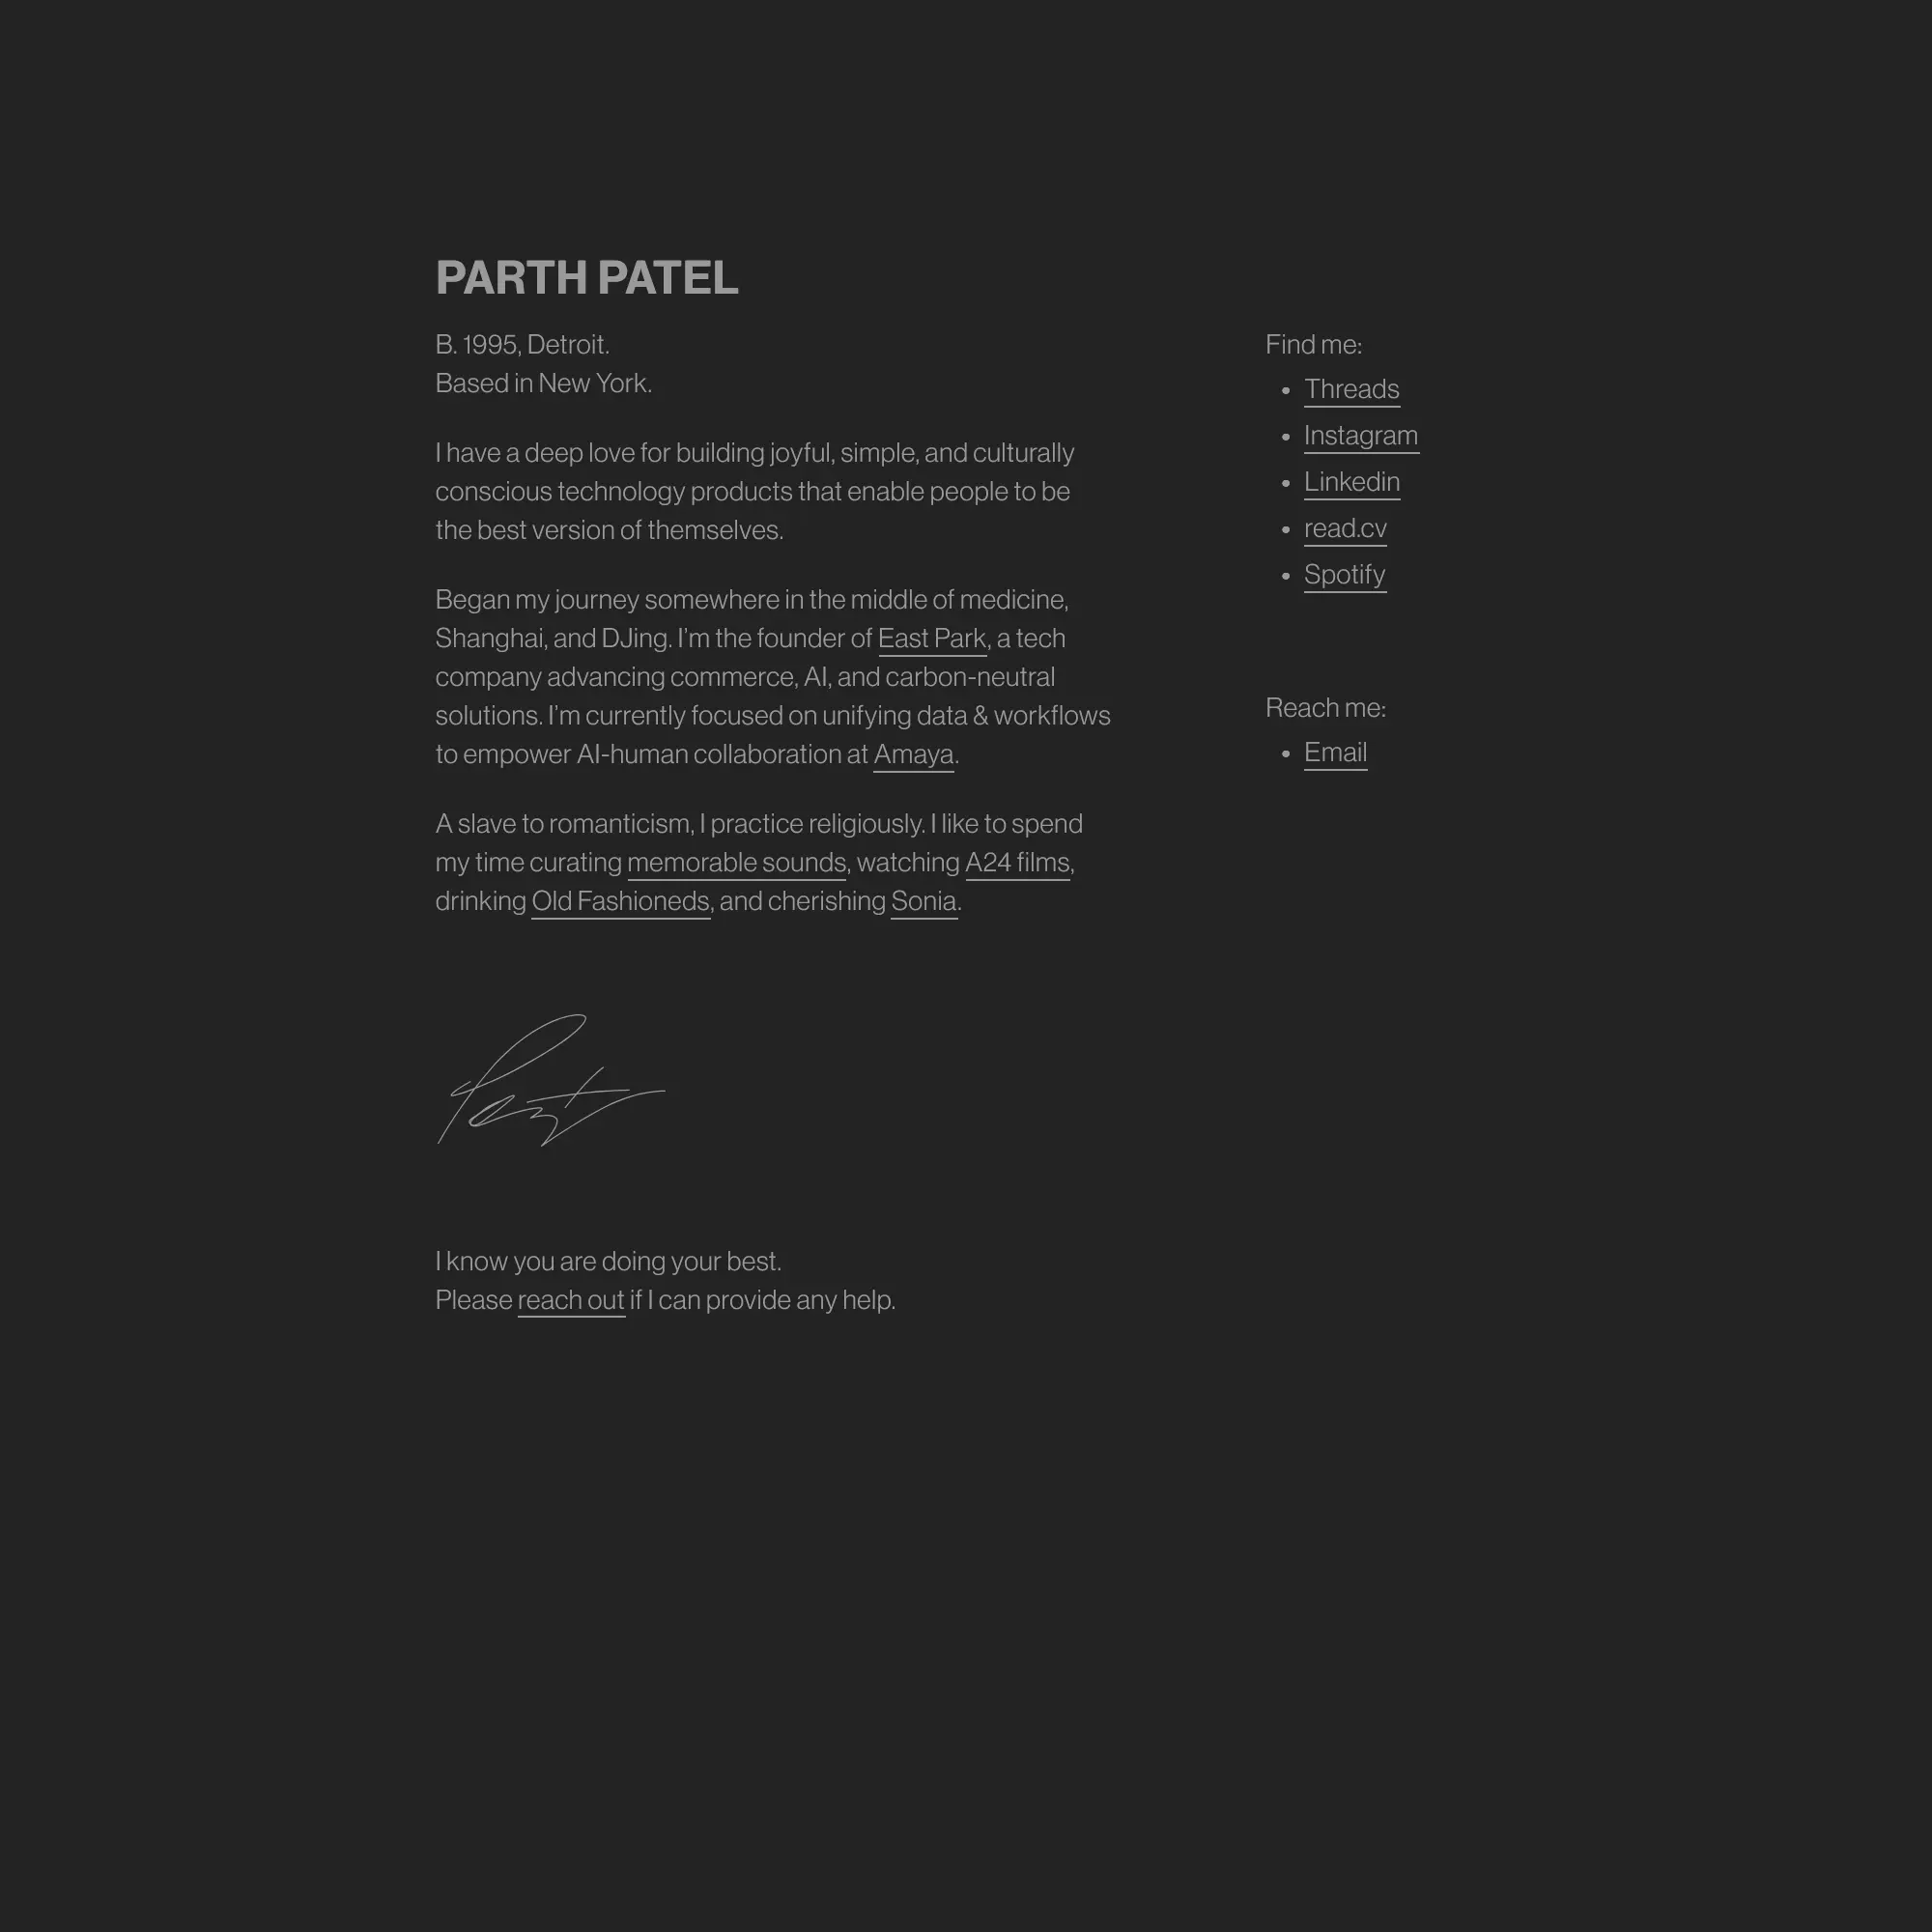 PARTH PATEL
B. 1995, Detroit.
Based in New York.
I have a deep love for building joyful, simple, and culturally
conscious technology products that enable people to be
the best version of themselves.
Began my journey somewhere in the middle of medicine,
Shanghai, and DJing. I’m the founder of East Park, a tech
company advancing commerce, AI, and carbon-neutral
solutions. I’m currently focused on unifying data & workflows
to empower AI-human collaboration at Amaya.
A slave to romanticism, I practice religiously. I like to spend
my time curating memorable sounds, watching A24 films,
drinking Old Fashioneds, and cherishing Sonia.
I know you are doing your best.
Please reach out if I can provide any help.
Find me:
Threads
Instagram
Linkedin
read.cv
Spotify
Reach me:
Email